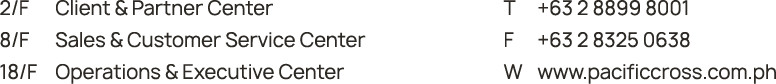 2/F Client & Partner Center T +63 2 8899 8001
8/F Sales & Customer Service Center F +63 2 8325 0638
18/F Operations & Executive Center W www.pacificcross.com.ph